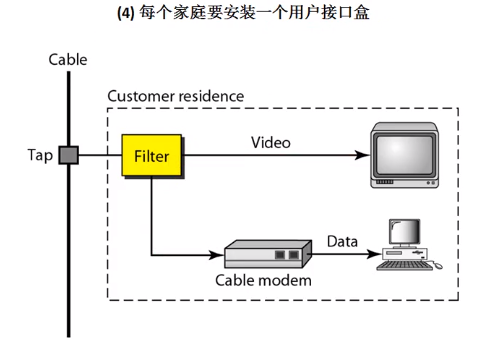 (4) 每个家庭要安装一个用户接口盒
Cable
Customer residence
Tap
Filter
Video
Data
Cable modem